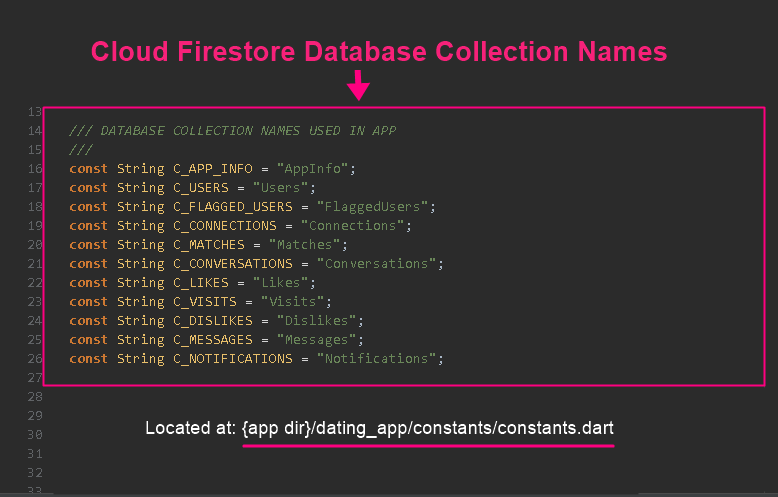 Cloud Firestore Database Collection Names
13
14 /// DATABASE COLLECTION NAMES USED IN APP
15 ///
16 const String C_APP_INFO = "AppInfo";
17 const String C_USERS = "Users";
18 const String C_FLAGGED_USERS = "FlaggedUsers";
19 const String C_CONNECTIONS = "Connections";
20 const String C_MATCHES = "Matches";
21 const String C_CONVERSATIONS = "Conversations";
22 const String C_LIKES = "Likes";
23 const String C_VISITS = "Visits";
24 const String C_DISLIKES = "Dislikes";
25 const String C_MESSAGES = "Messages";
26 const String C_NOTIFICATIONS = "Notifications";
27
28
29
30 Located at: {app dir}/dating_app/constants/constants.dart
31
32
33